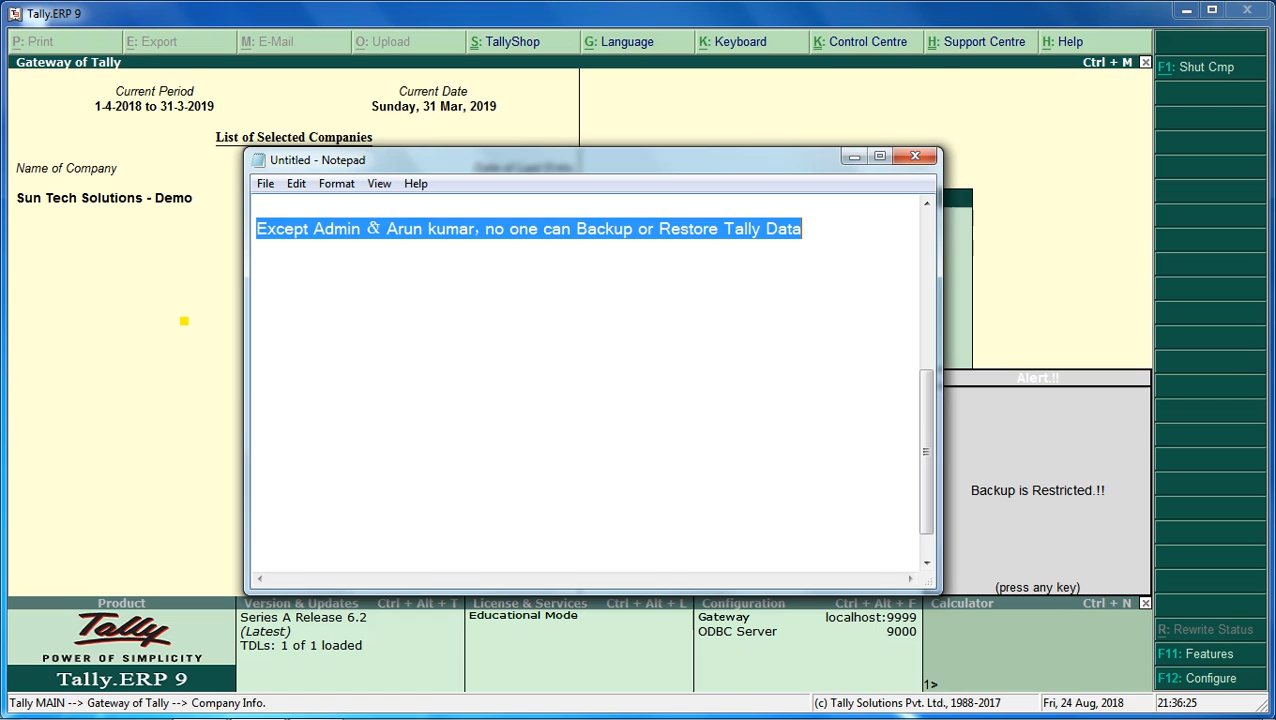 Tally.ERP 9
P: Print
E: Export
M: E-Mail
O: Upload
S: TallyShop
G: Language
K: Keyboard
K: Control Centre
H: Support Centre
H: Help
Gateway of Tally
Ctrl + M
F1: Shut Cmp
Current Period
Current Date
1-4-2018 to 31-3-2019
Sunday, 31 Mar, 2019
List of Selected Companies
Name of Company
Sun Tech Solutions - Demo
Untitled - Notepad
File Edit Format View Help
Except Admin & Arun kumar, no one can Backup or Restore Tally Data
Alert.!!
Backup is Restricted.!!
(press any key)
Product
Tally
POWER OF SIMPLICITY
Tally.ERP 9
Version & Updates Ctrl + Alt + T
Series A Release 6.2
(Latest)
TDLs: 1 of 1 loaded
License & Services Ctrl + Alt + L
Educational Mode
Configuration Ctrl + Alt + F
Gateway localhost:9999
ODBC Server 9000
Calculator Ctrl + N
1>
R: Rewrite Status
F11: Features
F12: Configure
Tally MAIN --> Gateway of Tally --> Company Info.
(c) Tally Solutions Pvt. Ltd., 1988-2017
Fri, 24 Aug, 2018
21:36:25